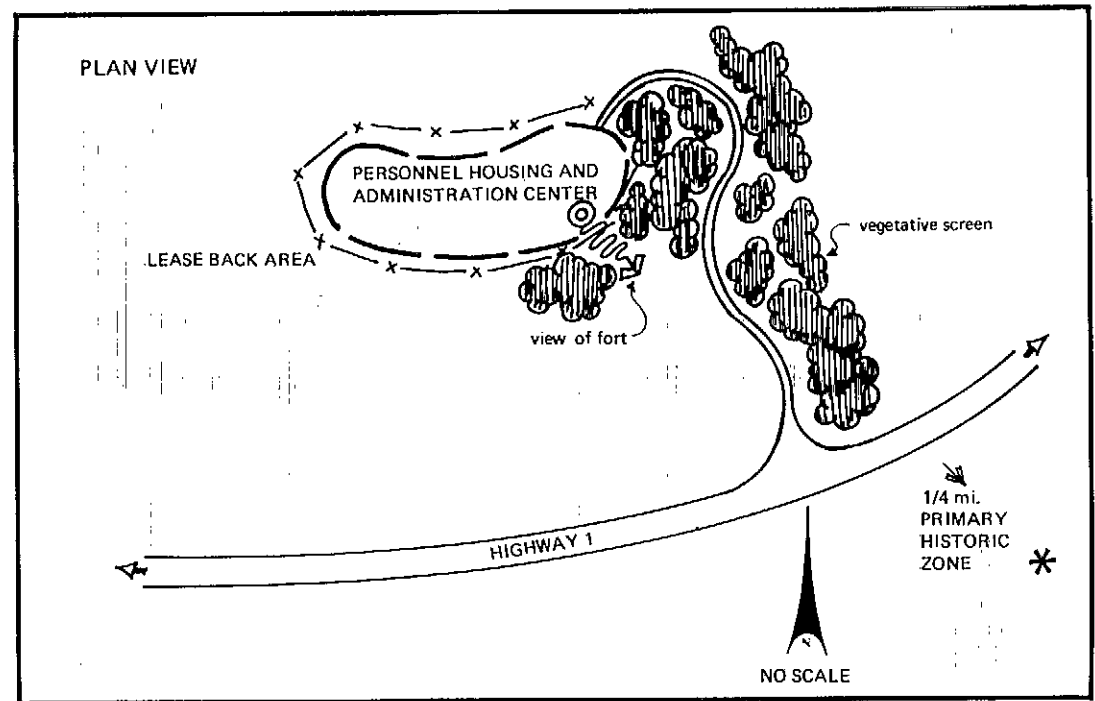 PLAN VIEW
PERSONNEL HOUSING AND
ADMINISTRATION CENTER
LEASE BACK AREA
vegetative screen
view of fort
HIGHWAY 1
1/4 mi.
PRIMARY
HISTORIC
ZONE
NO SCALE